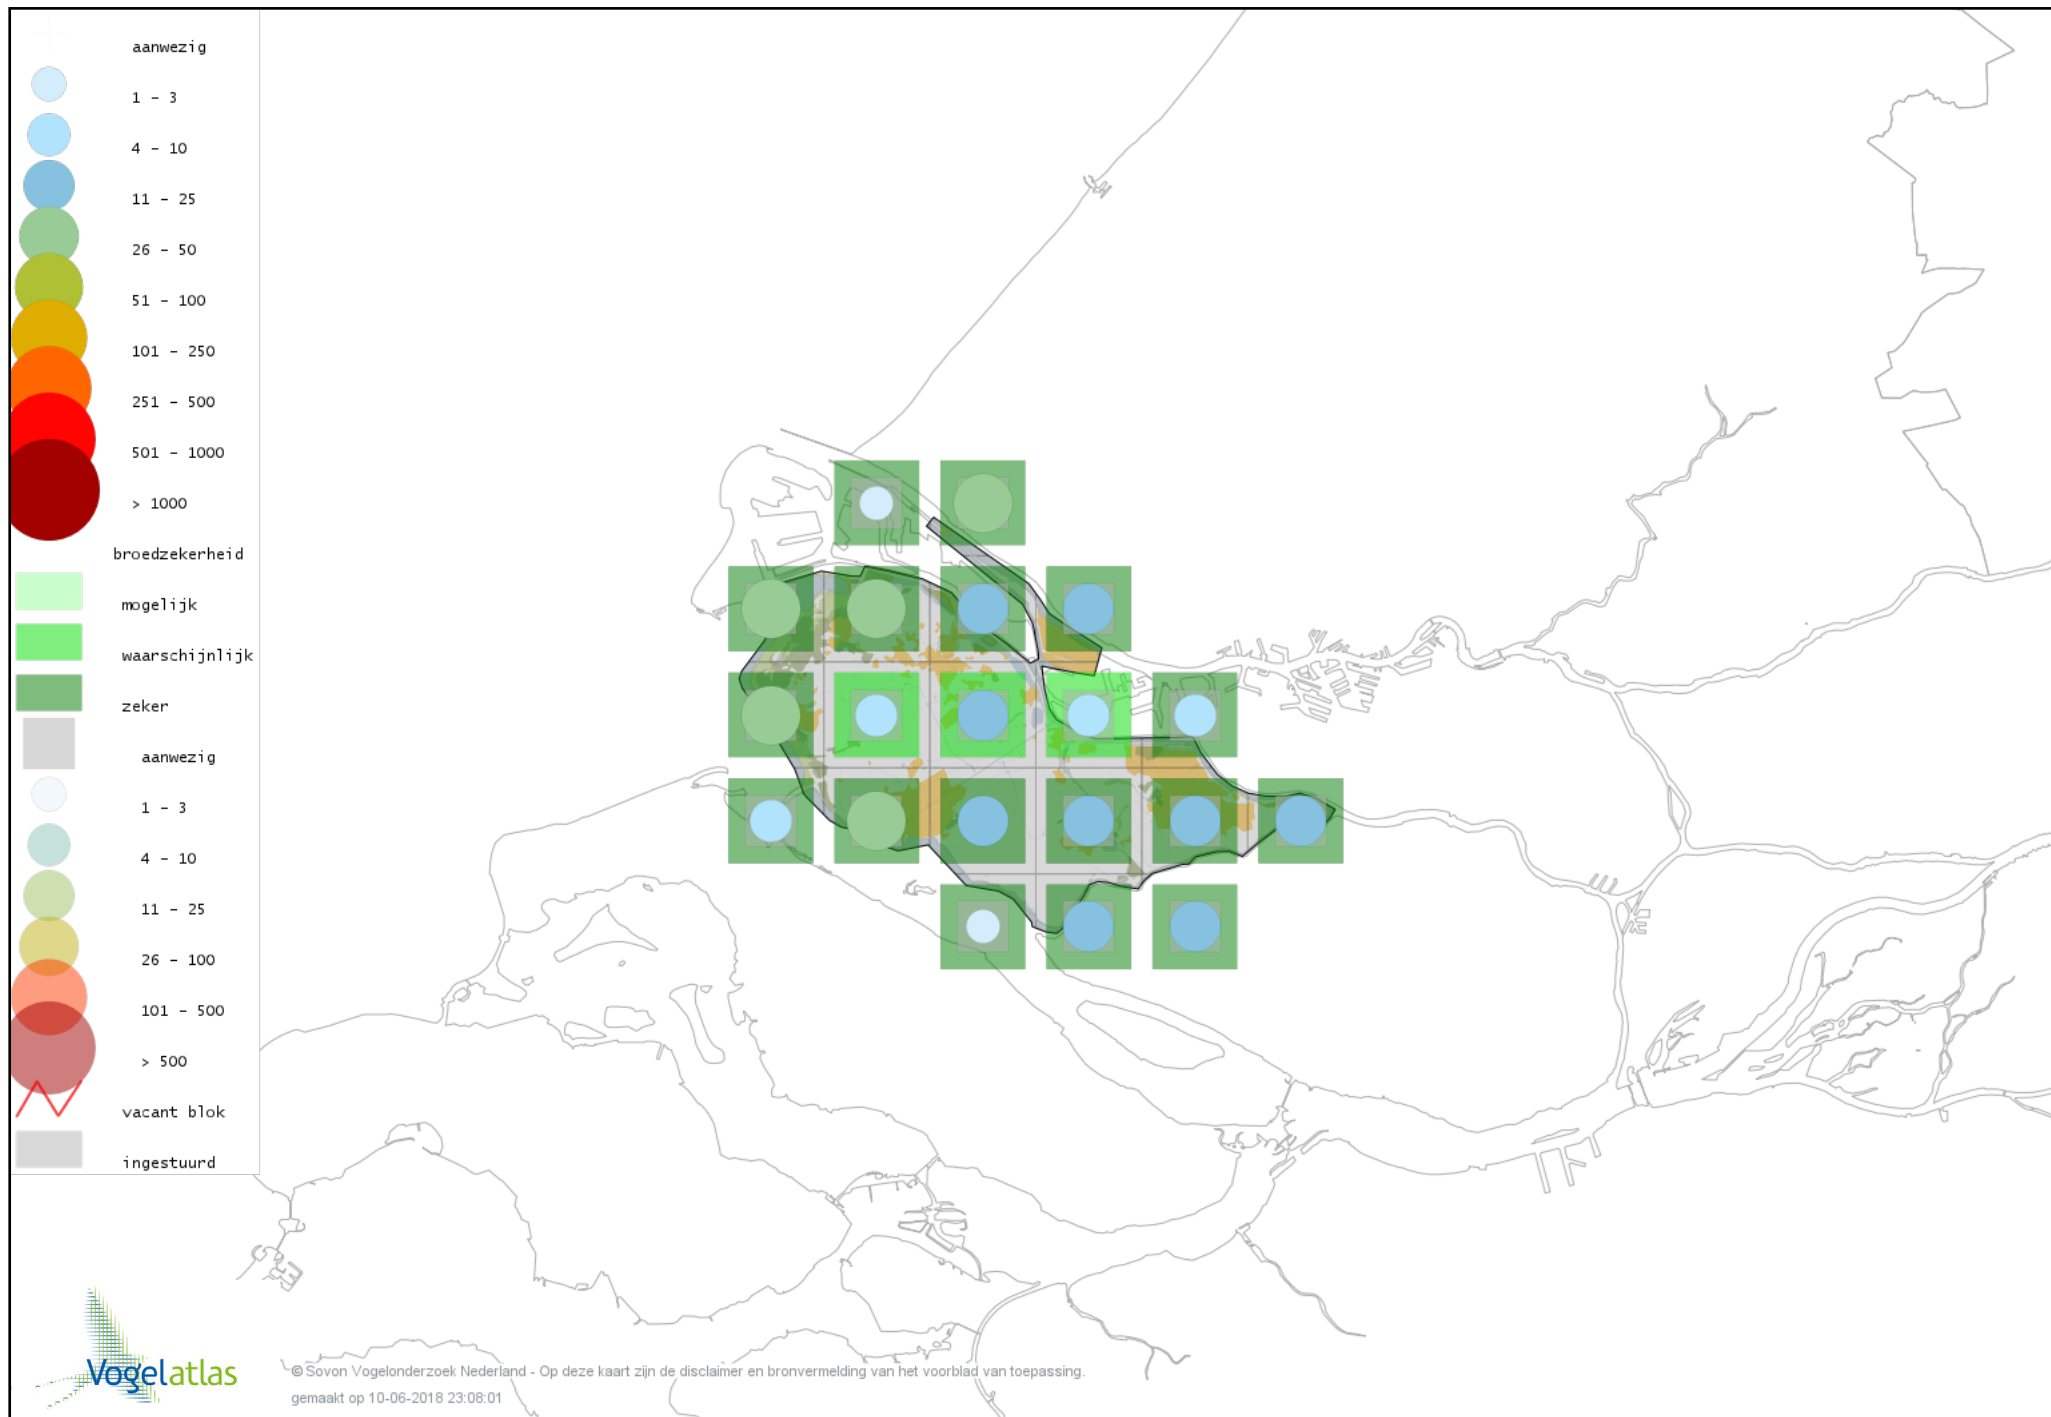 aanwezig
1 - 3
4 - 10
11 - 25
26 - 50
51 - 100
101 - 250
251 - 500
501 - 1000
> 1000
broedzekerheid
mogelijk
waarschijnlijk
zeker
aanwezig
1 - 3
4 - 10
11 - 25
26 - 100
101 - 500
> 500
vacant blok
ingestuurd
Vogelatlas
© Sovon Vogelonderzoek Nederland - Op deze kaart zijn de disclaimer en bronvermelding van het voorblad van toepassing.
gemaakt op 10-06-2018 23:08:01